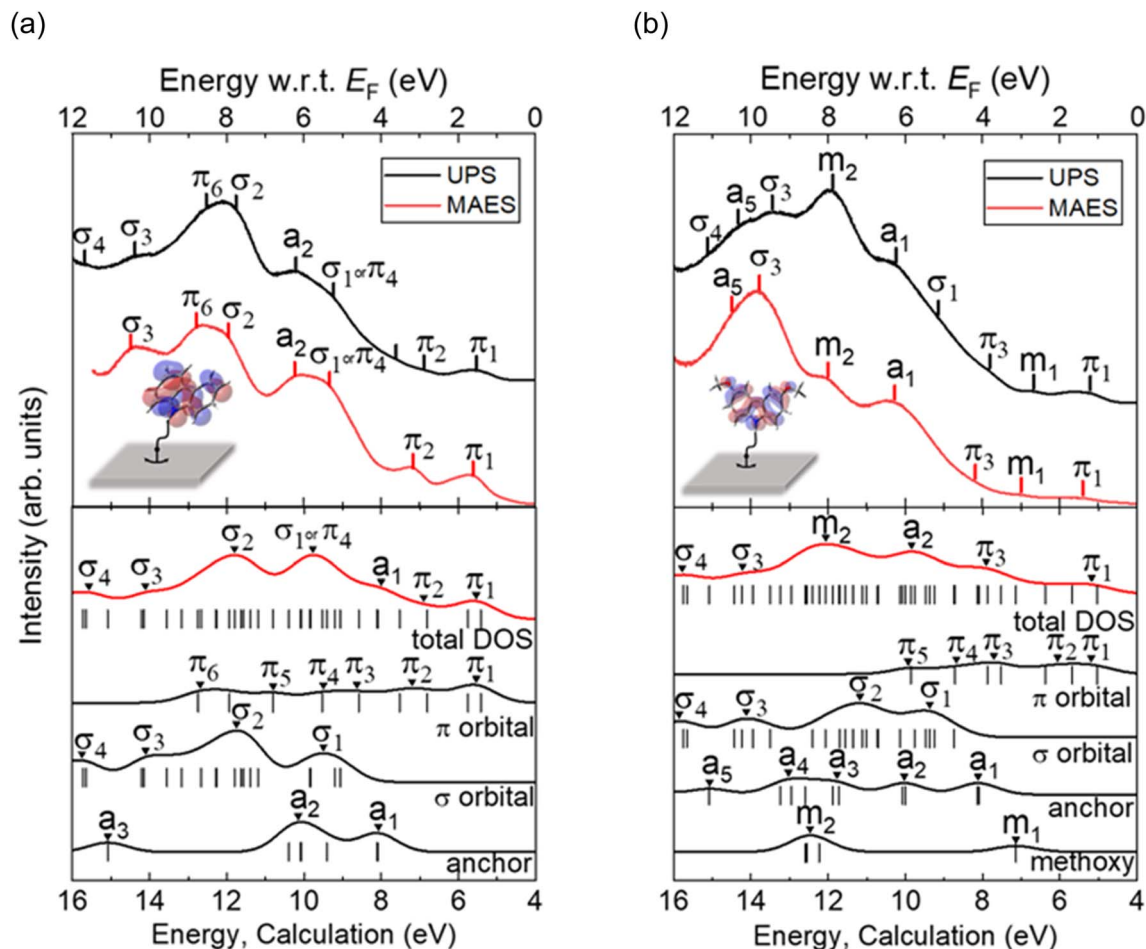 (a)
Energy w.r.t. E_F (eV)
12 10 8 6 4 2 0
UPS
MAES
σ4 σ3 π6 σ2 a2 σ1 or π4 π2 π1
σ3 π6 σ2 a2 σ1 or π4 π2 π1
Intensity (arb. units)
σ4 σ3 σ2 σ1 or π4 a1 π2 π1
total DOS
π6 π5 π4 π3 π2 π1
π orbital
σ4 σ3 σ2 σ1
σ orbital
a3 a2 a1
anchor
16 14 12 10 8 6 4
Energy, Calculation (eV)
(b)
Energy w.r.t. E_F (eV)
12 10 8 6 4 2 0
UPS
MAES
σ4 a5 σ3 m2 a1 σ1 π3 m1 π1
a5 σ3 m2 a1 π3 m1 π1
σ4 σ3 m2 a2 π3 π1
total DOS
π5 π4 π3 π2 π1
π orbital
σ4 σ3 σ2 σ1
σ orbital
a5 a4 a3 a2 a1
anchor
m2 m1
methoxy
16 14 12 10 8 6 4
Energy, Calculation (eV)